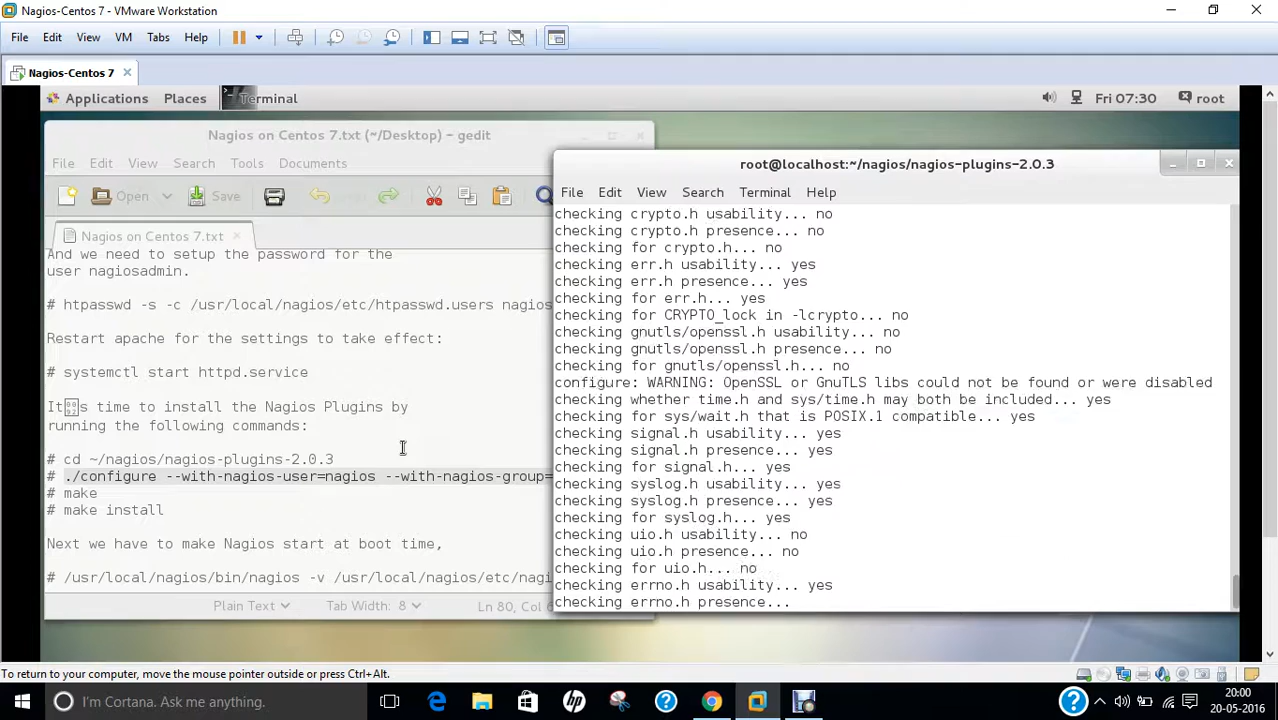 Nagios-Centos 7 - VMware Workstation
File Edit View VM Tabs Help
Nagios-Centos 7
Applications Places Terminal Fri 07:30 root
Nagios on Centos 7.txt (~/Desktop) - gedit
File Edit View Search Tools Documents
Open Save
Nagios on Centos 7.txt
And we need to setup the password for the
user nagiosadmin.
# htpasswd -s -c /usr/local/nagios/etc/htpasswd.users nagios
Restart apache for the settings to take effect:
# systemctl start httpd.service
It s time to install the Nagios Plugins by
running the following commands:
# cd ~/nagios/nagios-plugins-2.0.3
# ./configure --with-nagios-user=nagios --with-nagios-group=
# make
# make install
Next we have to make Nagios start at boot time,
# /usr/local/nagios/bin/nagios -v /usr/local/nagios/etc/nagi
Plain Text Tab Width: 8 Ln 80, Col
root@localhost:~/nagios/nagios-plugins-2.0.3
File Edit View Search Terminal Help
checking crypto.h usability... no
checking crypto.h presence... no
checking for crypto.h... no
checking err.h usability... yes
checking err.h presence... yes
checking for err.h... yes
checking for CRYPTO_lock in -lcrypto... no
checking gnutls/openssl.h usability... no
checking gnutls/openssl.h presence... no
checking for gnutls/openssl.h... no
configure: WARNING: OpenSSL or GnuTLS libs could not be found or were disabled
checking whether time.h and sys/time.h may both be included... yes
checking for sys/wait.h that is POSIX.1 compatible... yes
checking signal.h usability... yes
checking signal.h presence... yes
checking for signal.h... yes
checking syslog.h usability... yes
checking syslog.h presence... yes
checking for syslog.h... yes
checking uio.h usability... no
checking uio.h presence... no
checking for uio.h... no
checking errno.h usability... yes
checking errno.h presence...
To return to your computer, move the mouse pointer outside or press Ctrl+Alt.
I'm Cortana. Ask me anything.
20:00
20-05-2016